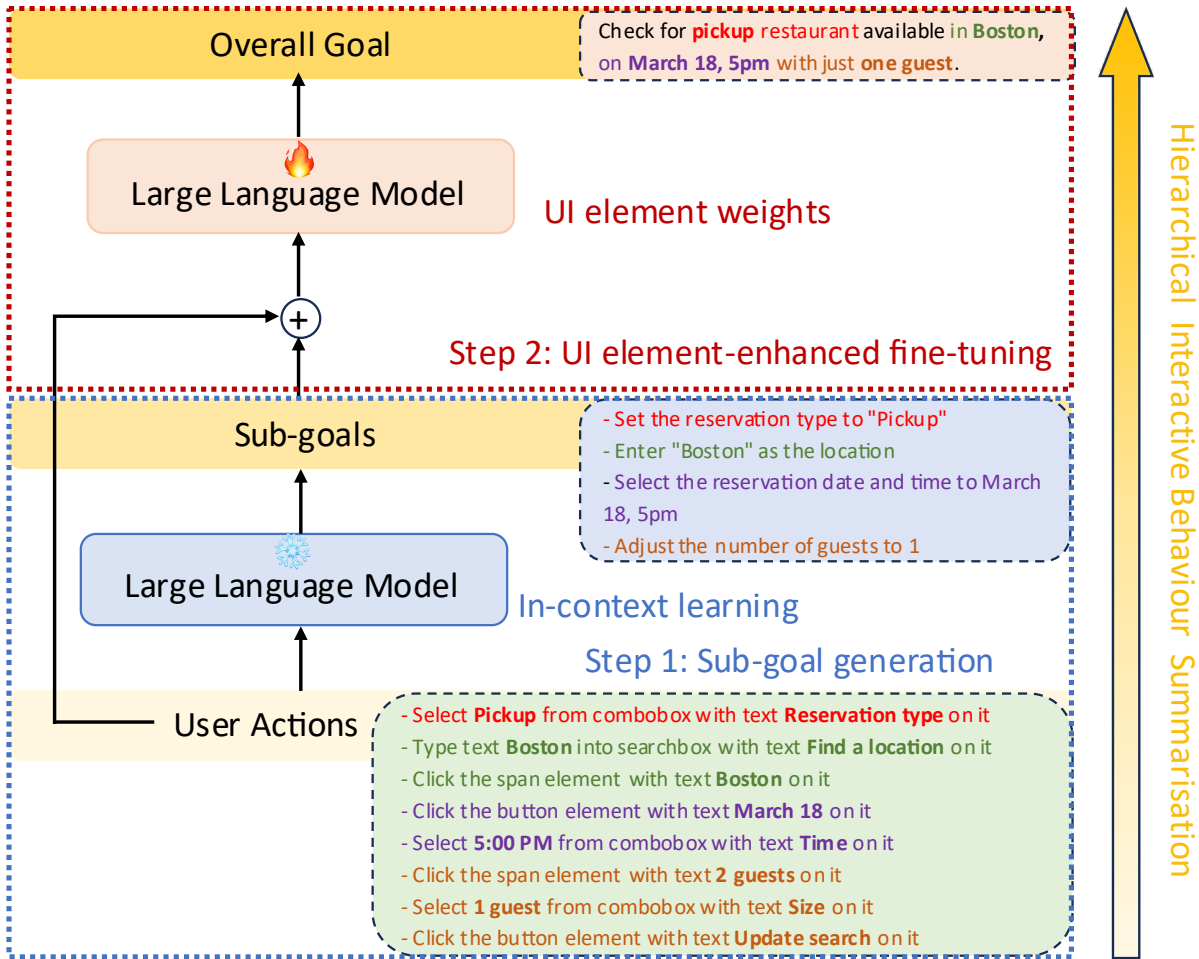 Overall Goal
Check for pickup restaurant available in Boston,
on March 18, 5pm with just one guest.
Large Language Model
UI element weights
+
Step 2: UI element-enhanced fine-tuning
Sub-goals
- Set the reservation type to "Pickup"
- Enter "Boston" as the location
- Select the reservation date and time to March
18, 5pm
- Adjust the number of guests to 1
Large Language Model
In-context learning
Step 1: Sub-goal generation
User Actions
- Select Pickup from combobox with text Reservation type on it
- Type text Boston into searchbox with text Find a location on it
- Click the span element with text Boston on it
- Click the button element with text March 18 on it
- Select 5:00 PM from combobox with text Time on it
- Click the span element with text 2 guests on it
- Select 1 guest from combobox with text Size on it
- Click the button element with text Update search on it
Hierarchical Interactive Behaviour Summarisation